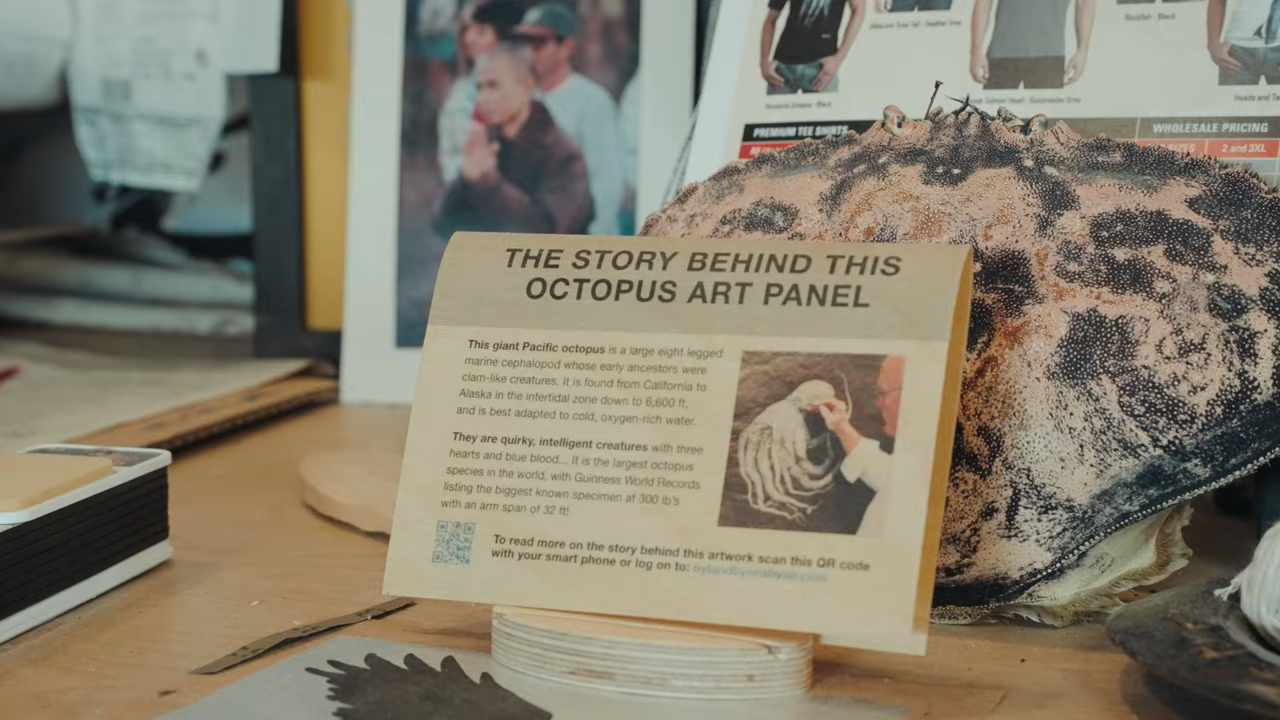 Rockfish - Black
PREMIUM TEE SHIRTS
WHOLESALE PRICING
SIZES
2 and 3XL
THE STORY BEHIND THIS
OCTOPUS ART PANEL
This giant Pacific octopus is a large eight legged
marine cephalopod whose early ancestors were
clam-like creatures. It is found from California to
Alaska in the intertidal zone down to 6,600 ft,
and is best adapted to cold, oxygen-rich water.
They are quirky, intelligent creatures with three
hearts and blue blood... It is the largest octopus
species in the world, with Guinness World Records
listing the biggest known specimen at 300 lb's
with an arm span of 32 ft!
To read more on the story behind this artwork scan this QR code
with your smart phone or log on to: